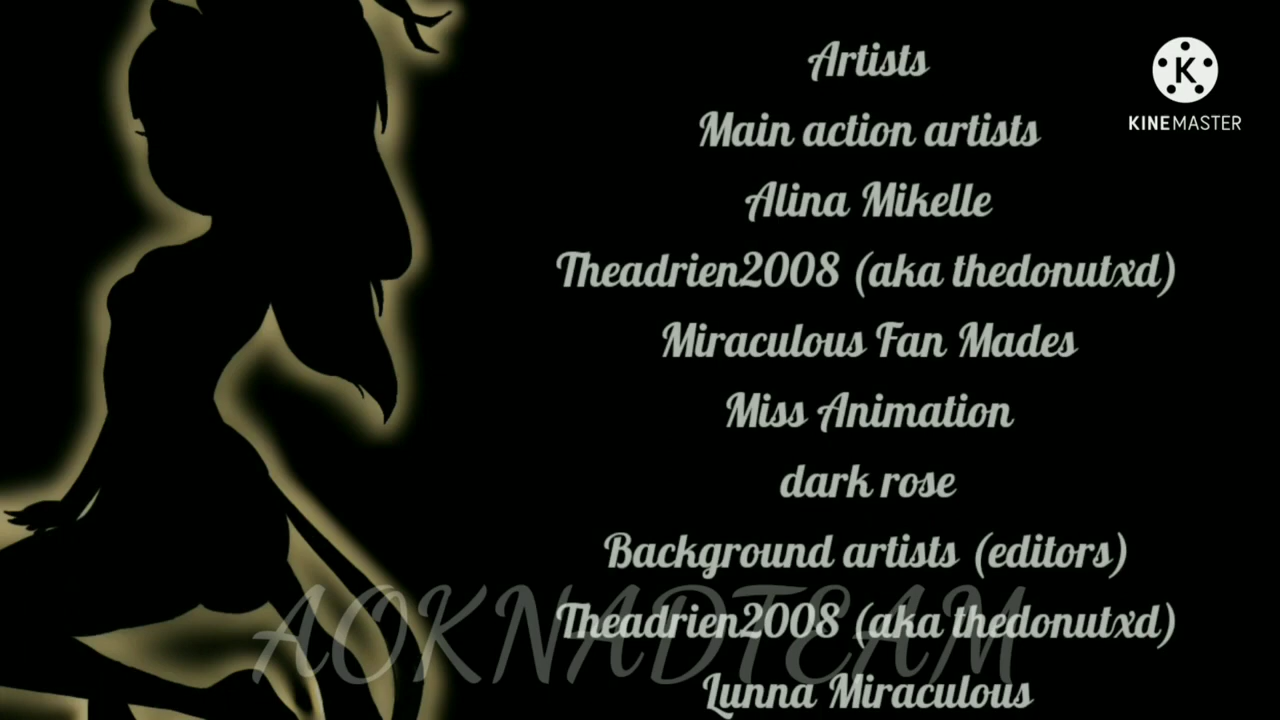 Artists
Main action artists
Alina Mikelle
Theadrien2008 (aka thedonutxd)
Miraculous Fan Mades
Miss Animation
dark rose
Background artists (editors)
Theadrien2008 (aka thedonutxd)
Lunna Miraculous
K
KINEMASTER
AOKNADTEAM